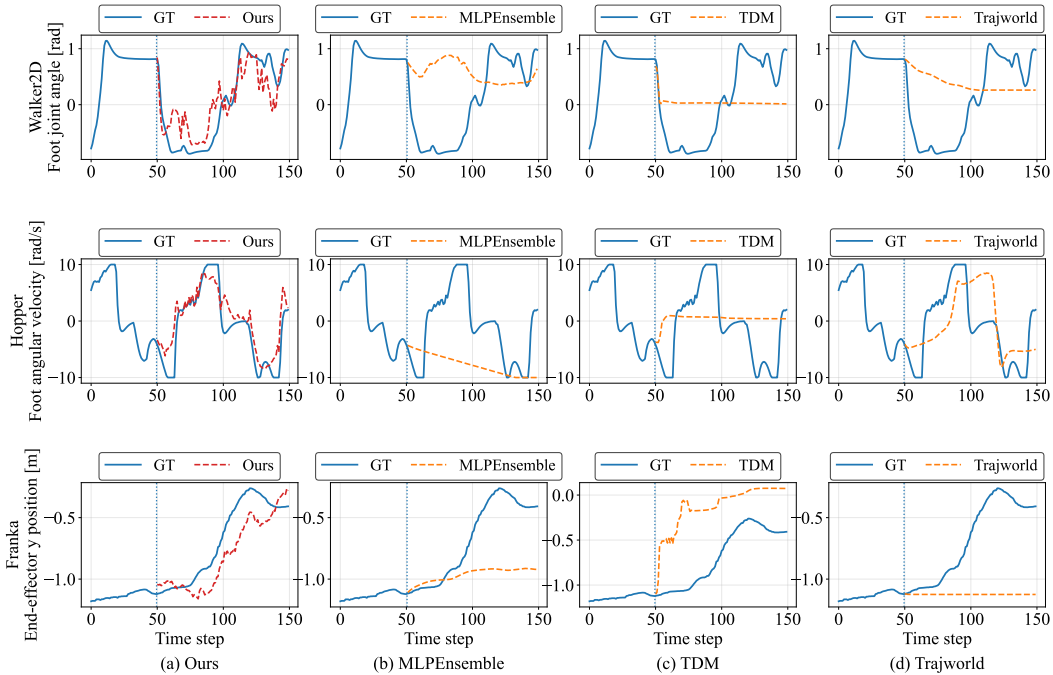 GT Ours GT MLPEnsemble GT TDM GT Trajworld
Walker2D
Foot joint angle [rad]
1 1 1 1
0 0 0 0
0 50 100 150 0 50 100 150 0 50 100 150 0 50 100 150
GT Ours GT MLPEnsemble GT TDM GT Trajworld
Hopper
Foot angular velocity [rad/s]
10 10 10 10
0 0 0 0
−10 −10 −10 −10
0 50 100 150 0 50 100 150 0 50 100 150 0 50 100 150
GT Ours GT MLPEnsemble GT TDM GT Trajworld
Franka
End-effector y position [m]
−0.5 −0.5 0.0 −0.5
−1.0 −1.0 −0.5 −1.0
−1.0
0 50 100 150 0 50 100 150 0 50 100 150 0 50 100 150
Time step Time step Time step Time step
(a) Ours (b) MLPEnsemble (c) TDM (d) Trajworld